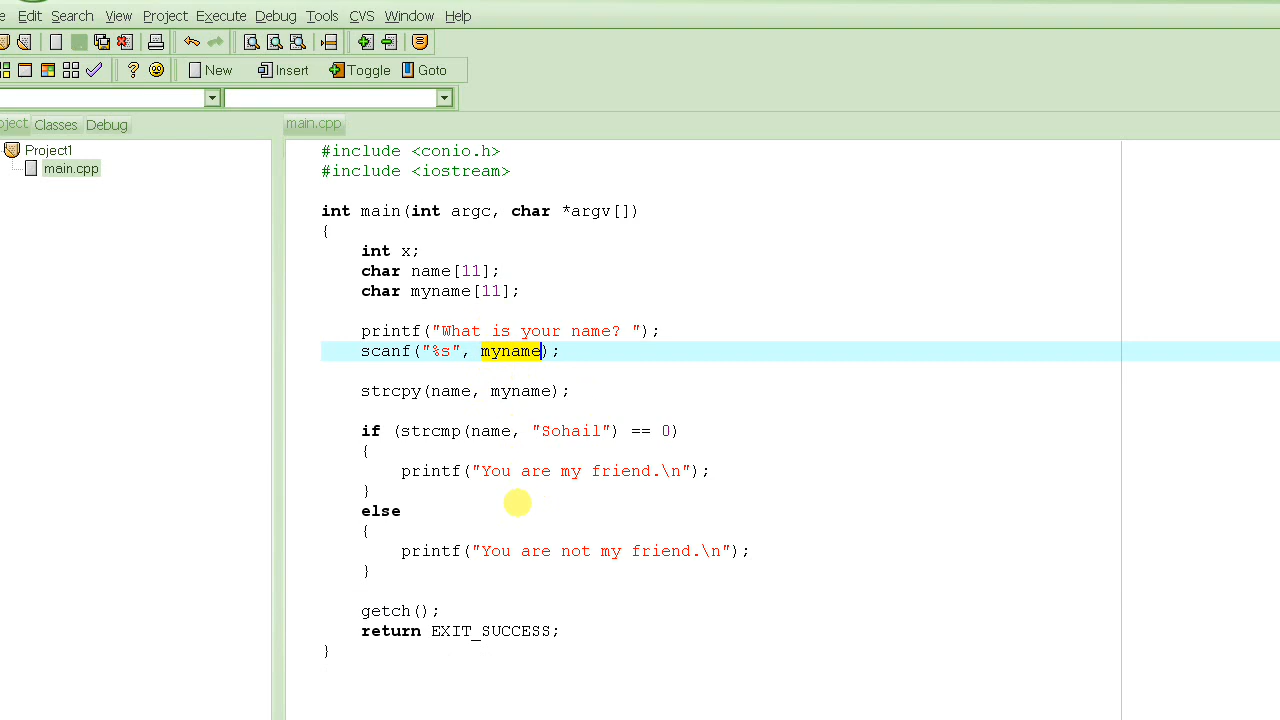 e Edit Search View Project Execute Debug Tools CVS Window Help
? New Insert Toggle Goto
oject Classes Debug main.cpp
Project1
main.cpp
#include <conio.h>
#include <iostream>
int main(int argc, char *argv[])
{
    int x;
    char name[11];
    char myname[11];
    printf("What is your name? ");
    scanf("%s", myname);
    strcpy(name, myname);
    if (strcmp(name, "Sohail") == 0)
    {
        printf("You are my friend.\n");
    }
    else
    {
        printf("You are not my friend.\n");
    }
    getch();
    return EXIT_SUCCESS;
}